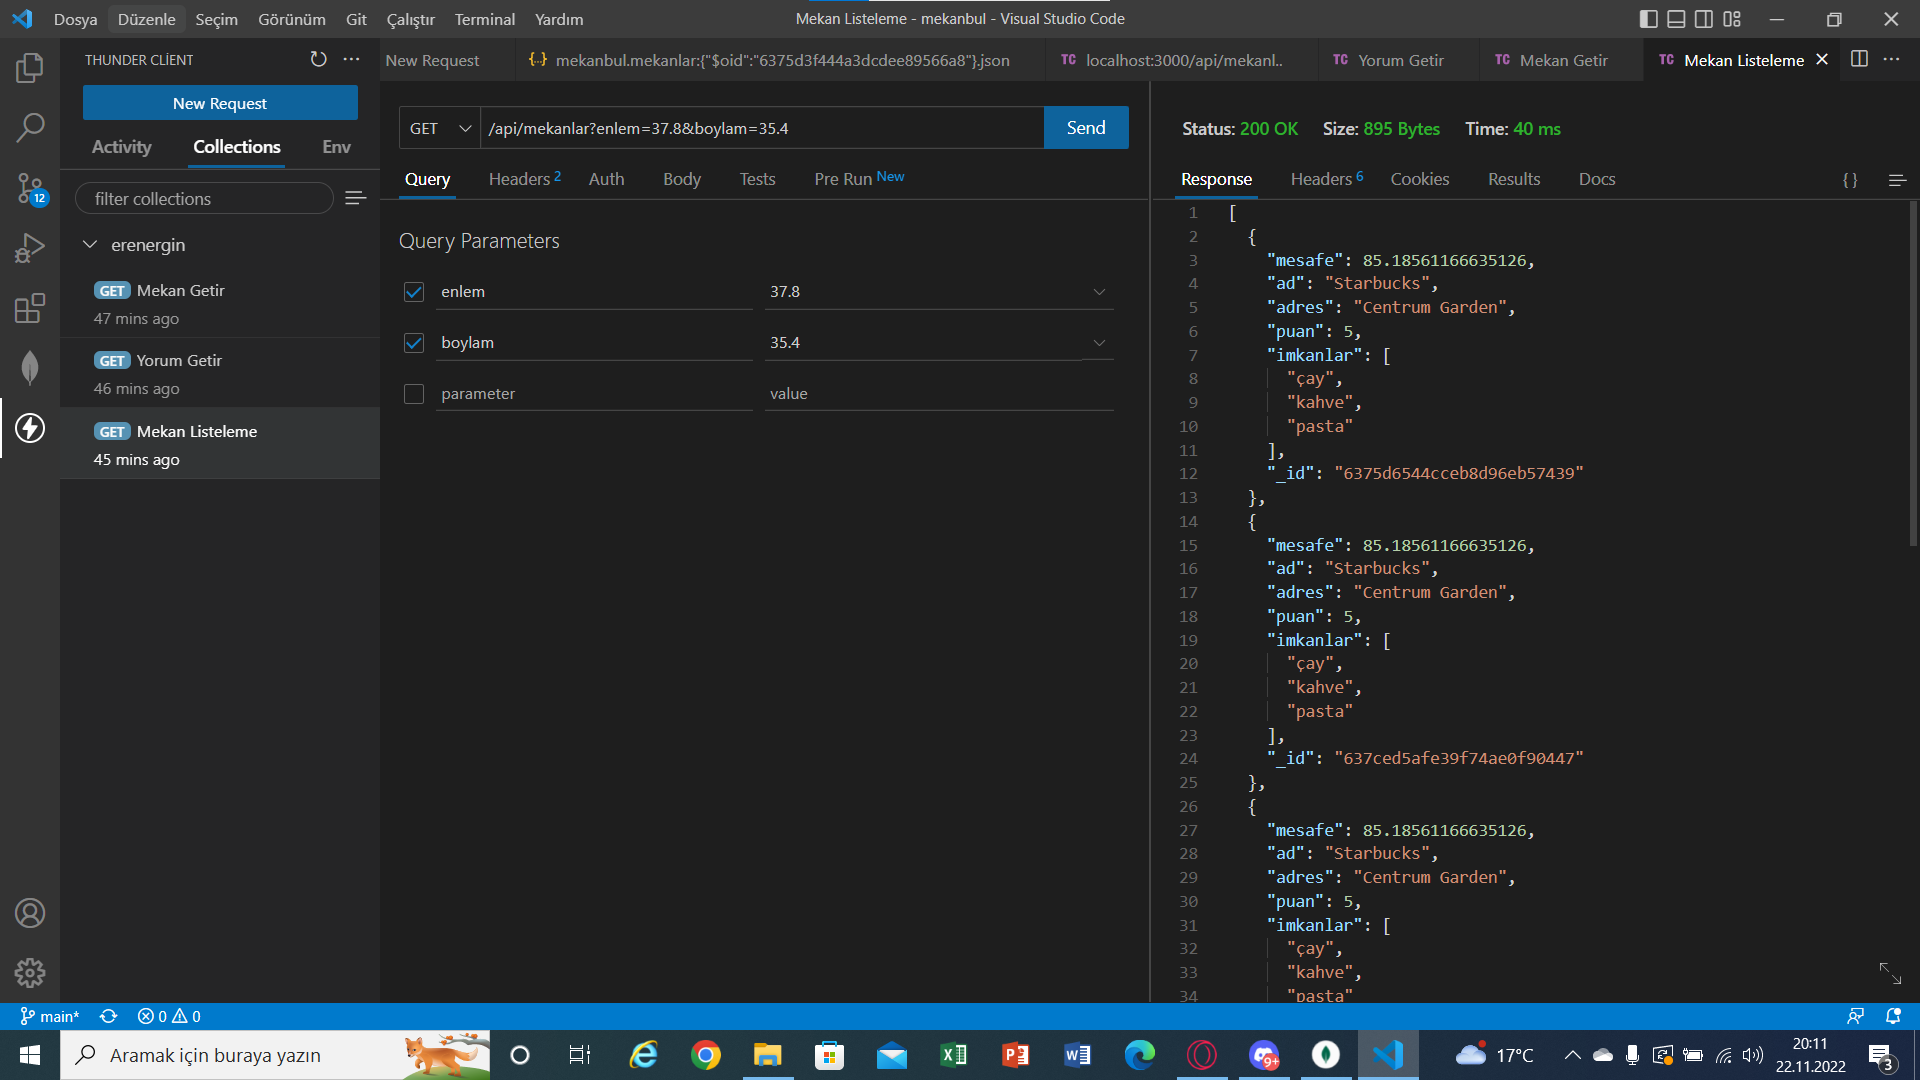 Dosya Düzenle Seçim Görünüm Git Çalıştır Terminal Yardım
Mekan Listeleme - mekanbul - Visual Studio Code
THUNDER CLİENT
New Request
Activity Collections Env
filter collections
erenergin
GET Mekan Getir
47 mins ago
GET Yorum Getir
46 mins ago
GET Mekan Listeleme
45 mins ago
12
New Request
{··} mekanbul.mekanlar:{"$oid":"6375d3f444a3dcdee89566a8"}.json
TC localhost:3000/api/mekanl..
TC Yorum Getir
TC Mekan Getir
TC Mekan Listeleme
GET /api/mekanlar?enlem=37.8&boylam=35.4 Send
Query Headers 2 Auth Body Tests Pre Run New
Query Parameters
enlem 37.8
boylam 35.4
parameter value
Status: 200 OK Size: 895 Bytes Time: 40 ms
Response Headers 6 Cookies Results Docs { }
1 [
2 {
3 "mesafe": 85.18561166635126,
4 "ad": "Starbucks",
5 "adres": "Centrum Garden",
6 "puan": 5,
7 "imkanlar": [
8 "çay",
9 "kahve",
10 "pasta"
11 ],
12 "_id": "6375d6544cceb8d96eb57439"
13 },
14 {
15 "mesafe": 85.18561166635126,
16 "ad": "Starbucks",
17 "adres": "Centrum Garden",
18 "puan": 5,
19 "imkanlar": [
20 "çay",
21 "kahve",
22 "pasta"
23 ],
24 "_id": "637ced5afe39f74ae0f90447"
25 },
26 {
27 "mesafe": 85.18561166635126,
28 "ad": "Starbucks",
29 "adres": "Centrum Garden",
30 "puan": 5,
31 "imkanlar": [
32 "çay",
33 "kahve",
34 "pasta"
main* 0 0
Aramak için buraya yazın
9+
17°C
20:11
22.11.2022
3